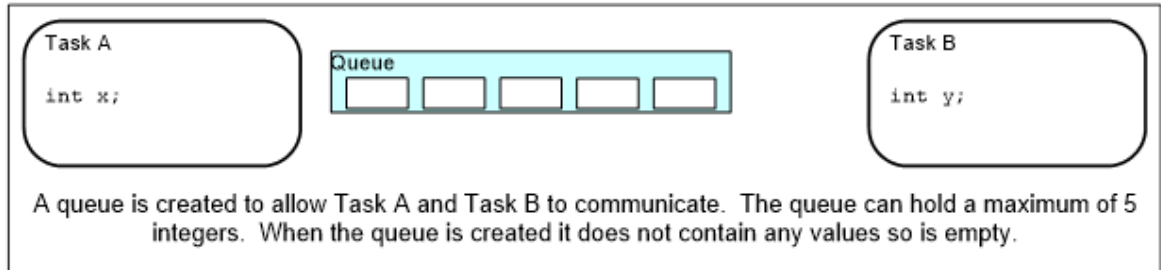 Task A
Queue
Task B
int x;
int y;
A queue is created to allow Task A and Task B to communicate.  The queue can hold a maximum of 5
integers.  When the queue is created it does not contain any values so is empty.